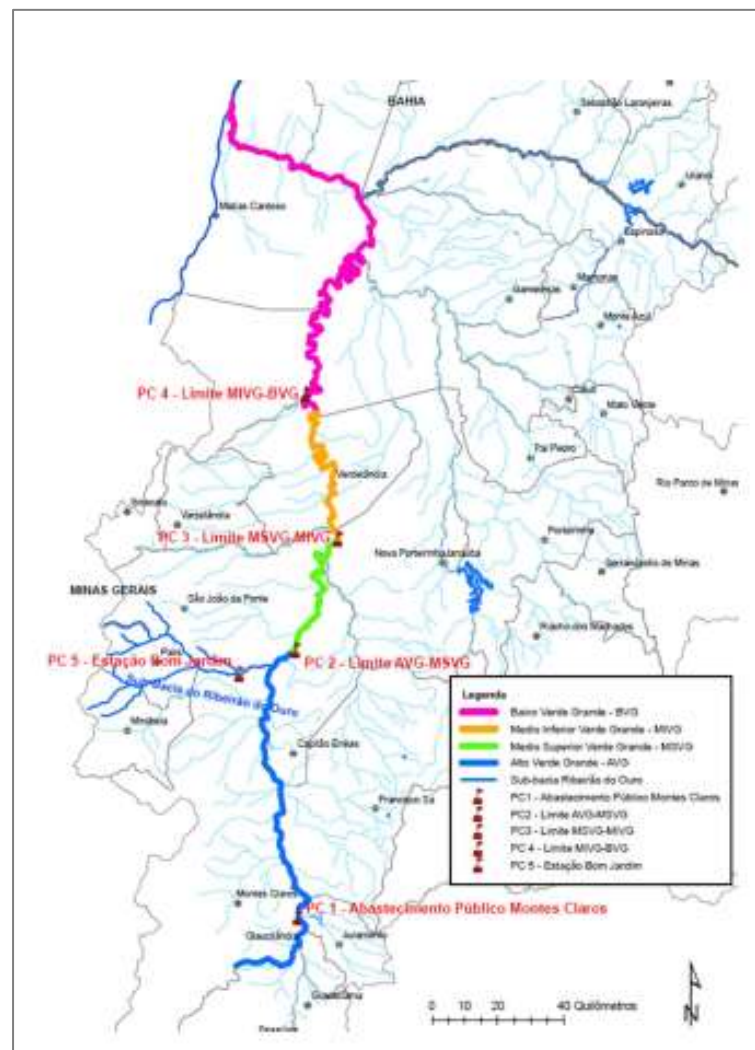 BAHIA
Sebastião Laranjeiras
Urandi
Matias Cardoso
Espinosa
Mamonas
Gameleiras
Monte Azul
PC 4 - Limite MIVG-BVG
Catuti
Mato Verde
Pai Pedro
Verdelândia
Rio Pardo de Minas
Varzelândia
PC 3 - Limite MSVG-MIVG
Porteirinha
Nova Porteirinha
Janaúba
Serranópolis de Minas
MINAS GERAIS
São João da Ponte
Riacho dos Machados
PC 5 - Estação Bom Jardim
PC 2 - Limite AVG-MSVG
Sub-bacia do Ribeirão do Ouro
Mirabela
Capitão Enéas
Francisco Sá
Legenda
Baixo Verde Grande - BVG
Medio Inferior Verde Grande - MIVG
Medio Superior Verde Grande - MSVG
Alto Verde Grande - AVG
Sub-bacia Ribeirão do Ouro
PC1 - Abastecimento Público Montes Claros
PC2 - Limite AVG-MSVG
PC3 - Limite MSVG-MIVG
PC 4 - Limite MIVG-BVG
PC 5 - Estação Bom Jardim
Montes Claros
PC 1 - Abastecimento Público Montes Claros
Glaucilândia
Juramento
Guaraciama
0 10 20 40 Quilômetros
N